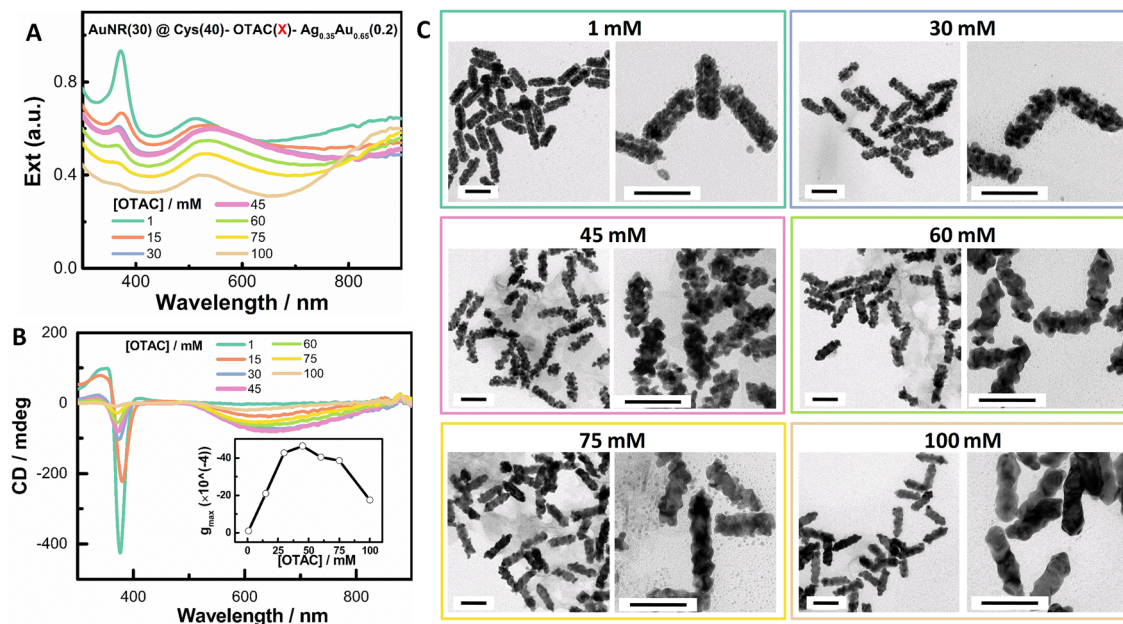 A
AuNR(30) @ Cys(40)- OTAC(X)- Ag0.35Au0.65(0.2)
Ext (a.u.)
0.8
0.4
0.0
[OTAC] / mM
1
15
30
45
60
75
100
400
600
800
Wavelength / nm
B
CD / mdeg
200
0
-200
-400
[OTAC] / mM
1
15
30
45
60
75
100
gmax (×10^(-4))
-40
-20
0
0
25
50
75
100
[OTAC] / mM
400
600
800
Wavelength / nm
C
1 mM
30 mM
45 mM
60 mM
75 mM
100 mM